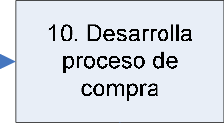 10. Desarrolla
proceso de
compra